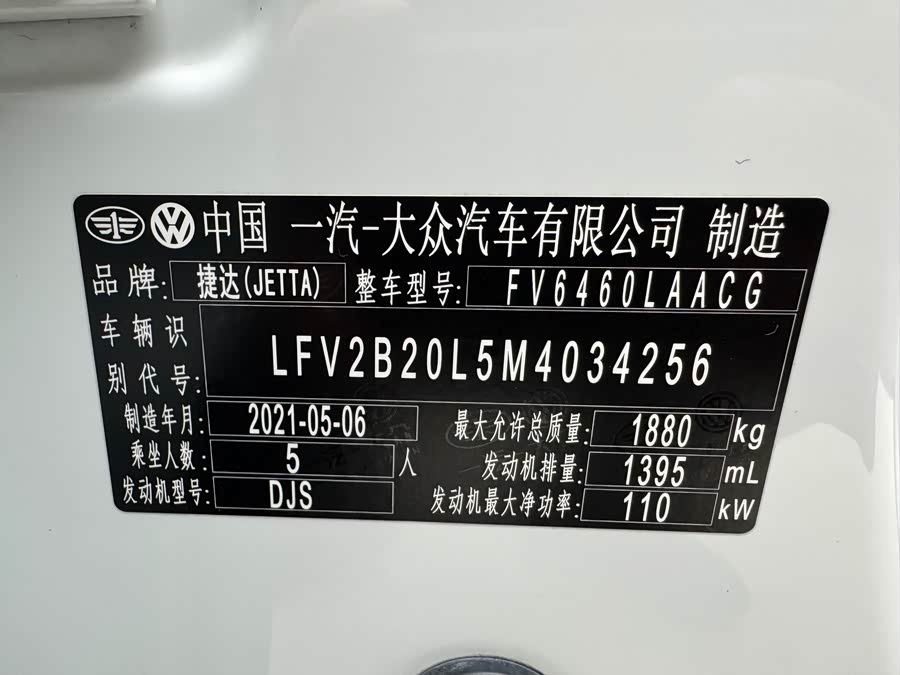 中国 一汽-大众汽车有限公司 制造
品牌: 捷达(JETTA) 整车型号: FV6460LAACG
车辆识别代号: LFV2B20L5M4034256
制造年月: 2021-05-06 最大允许总质量: 1880 kg
乘坐人数: 5 人 发动机排量: 1395 mL
发动机型号: DJS 发动机最大净功率: 110 kW